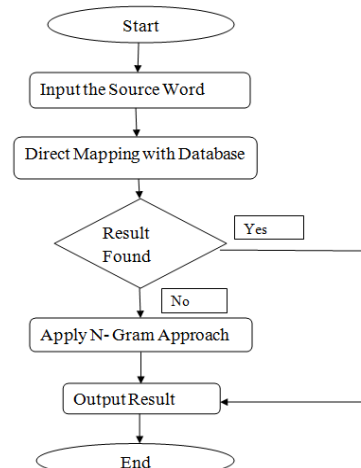 Start
Input the Source Word
Direct Mapping with Database
Result
Found
Yes
No
Apply N- Gram Approach
Output Result
End